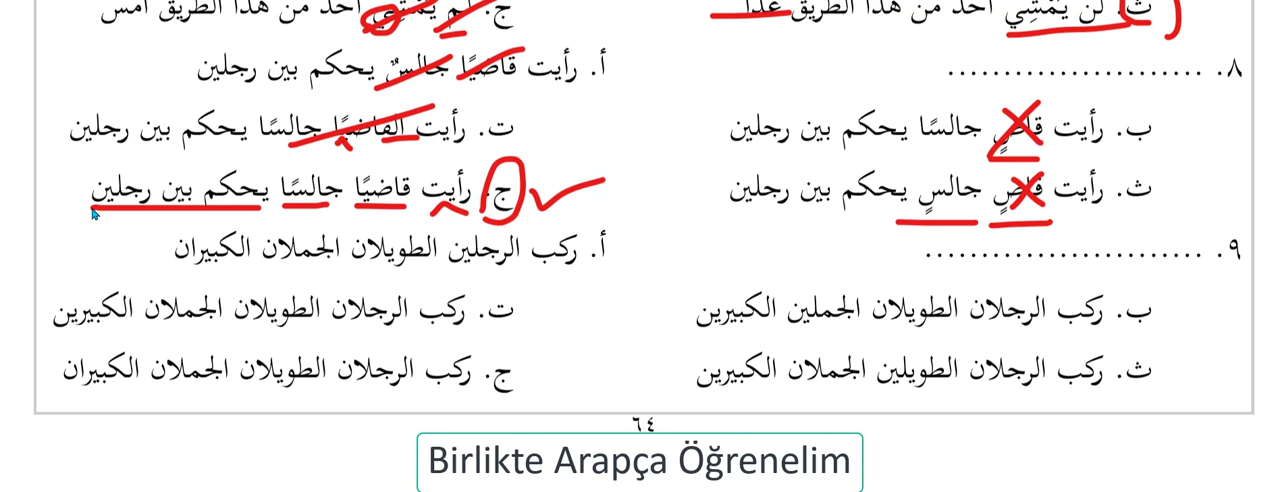 ث. لن يَمْشِي أحد من هذا الطريق غدا ج. لم يَمْشِي أحد من هذا الطريق أمس
٨. ........................ أ. رأيت قاضيًا جالسٌ يحكم بين رجلين
ب. رأيت قاضٍ جالسًا يحكم بين رجلين ت. رأيت القاضيًا جالسًا يحكم بين رجلين
ث. رأيت قاضٍ جالسٍ يحكم بين رجلين ج. رأيت قاضيًا جالسًا يحكم بين رجلين
٩. ........................ أ. ركب الرجلين الطويلان الجملان الكبيران
ب. ركب الرجلان الطويلان الجملين الكبيرين ت. ركب الرجلان الطويلان الجملان الكبيرين
ث. ركب الرجلان الطويلين الجملان الكبيرين ج. ركب الرجلان الطويلان الجملان الكبيران
٦٤
Birlikte Arapça Öğrenelim